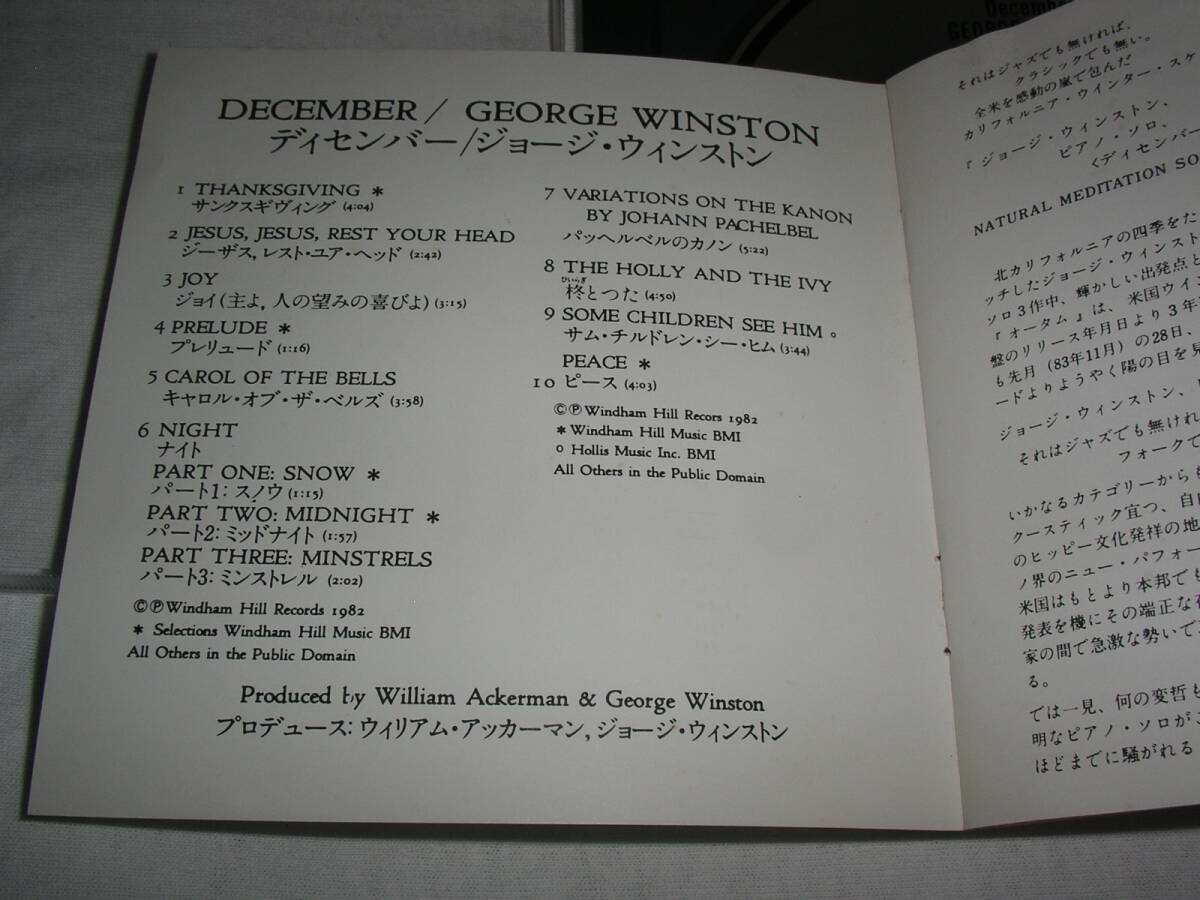 DECEMBER / GEORGE WINSTON
ディセンバー/ジョージ・ウィンストン
1 THANKSGIVING *
サンクスギヴィング (4:04)
2 JESUS, JESUS, REST YOUR HEAD
ジーザス, レスト・ユア・ヘッド (2:42)
3 JOY
ジョイ (主よ, 人の望みの喜びよ) (3:15)
4 PRELUDE *
プレリュード (1:16)
5 CAROL OF THE BELLS
キャロル・オブ・ザ・ベルズ (3:58)
6 NIGHT
ナイト
PART ONE: SNOW *
パート1: スノウ (1:15)
PART TWO: MIDNIGHT *
パート2: ミッドナイト (1:57)
PART THREE: MINSTRELS
パート3: ミンストレル (2:02)
©℗ Windham Hill Records 1982
* Selections Windham Hill Music BMI
All Others in the Public Domain
7 VARIATIONS ON THE KANON
BY JOHANN PACHELBEL
パッヘルベルのカノン (5:22)
8 THE HOLLY AND THE IVY
ひいらぎ
柊とつた (4:50)
9 SOME CHILDREN SEE HIM o
サム・チルドレン・シー・ヒム (3:44)
PEACE *
10 ピース (4:03)
©℗ Windham Hill Recors 1982
* Windham Hill Music BMI
o Hollis Music Inc. BMI
All Others in the Public Domain
Produced by William Ackerman & George Winston
プロデュース: ウィリアム・アッカーマン, ジョージ・ウィンストン
December
それはジャズでも無ければ、
クラシックでも無い。
全米を感動の嵐で包んだ
カリフォルニア・ウインター・スケ
『ジョージ・ウィンストン、
ピアノ・ソロ、
〈ディセンバー
NATURAL MEDITATION SO
北カリフォルニアの四季をた
ッチしたジョージ・ウィンスト
ソロ3作中、輝かしい出発点と
『オータム』は、米国ウイン
盤のリリース年月日より3年
も先月（83年11月）の28日、
ードよりようやく陽の目を見
ジョージ・ウィンストン、
それはジャズでも無けれ
フォークで
いかなるカテゴリーからも
クースティック宜つ、自
のヒッピー文化発祥の地
ノ界のニュー・パフォー
米国はもとより本邦でも
発表を機にその端正な
家の間で急激な勢いで
る。
では一見、何の変哲も
明なピアノ・ソロがこ
ほどまでに騒がれる